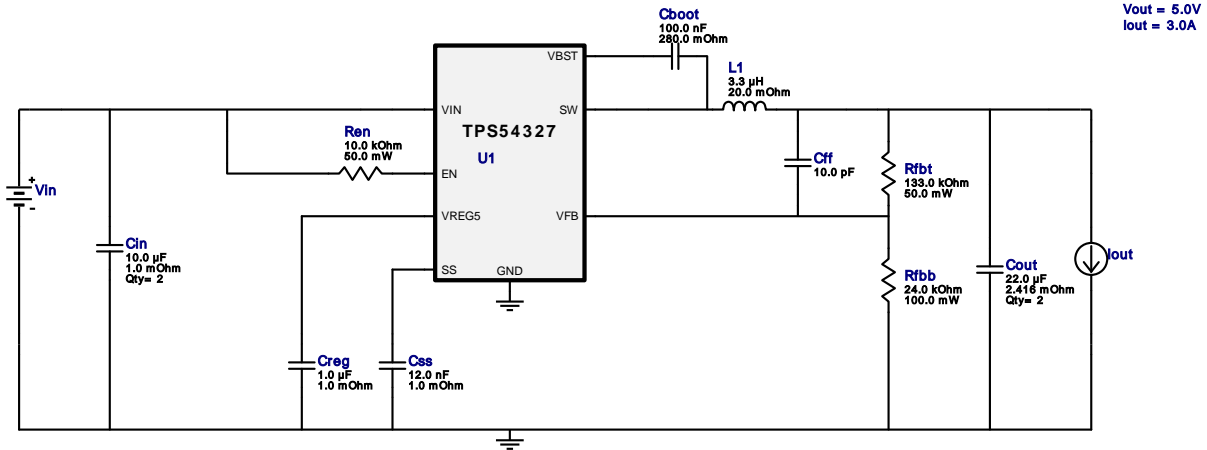 Vout = 5.0V
Iout = 3.0A
Cboot
100.0 nF
280.0 mOhm
VBST
L1
3.3 µH
20.0 mOhm
VIN
SW
TPS54327
U1
Ren
10.0 kOhm
50.0 mW
EN
Cff
10.0 pF
Rfbt
133.0 kOhm
50.0 mW
+
Vin
-
VREG5
VFB
Cin
10.0 µF
1.0 mOhm
Qty= 2
SS
GND
Rfbb
24.0 kOhm
100.0 mW
Cout
22.0 µF
2.416 mOhm
Qty= 2
Iout
Creg
1.0 µF
1.0 mOhm
Css
12.0 nF
1.0 mOhm